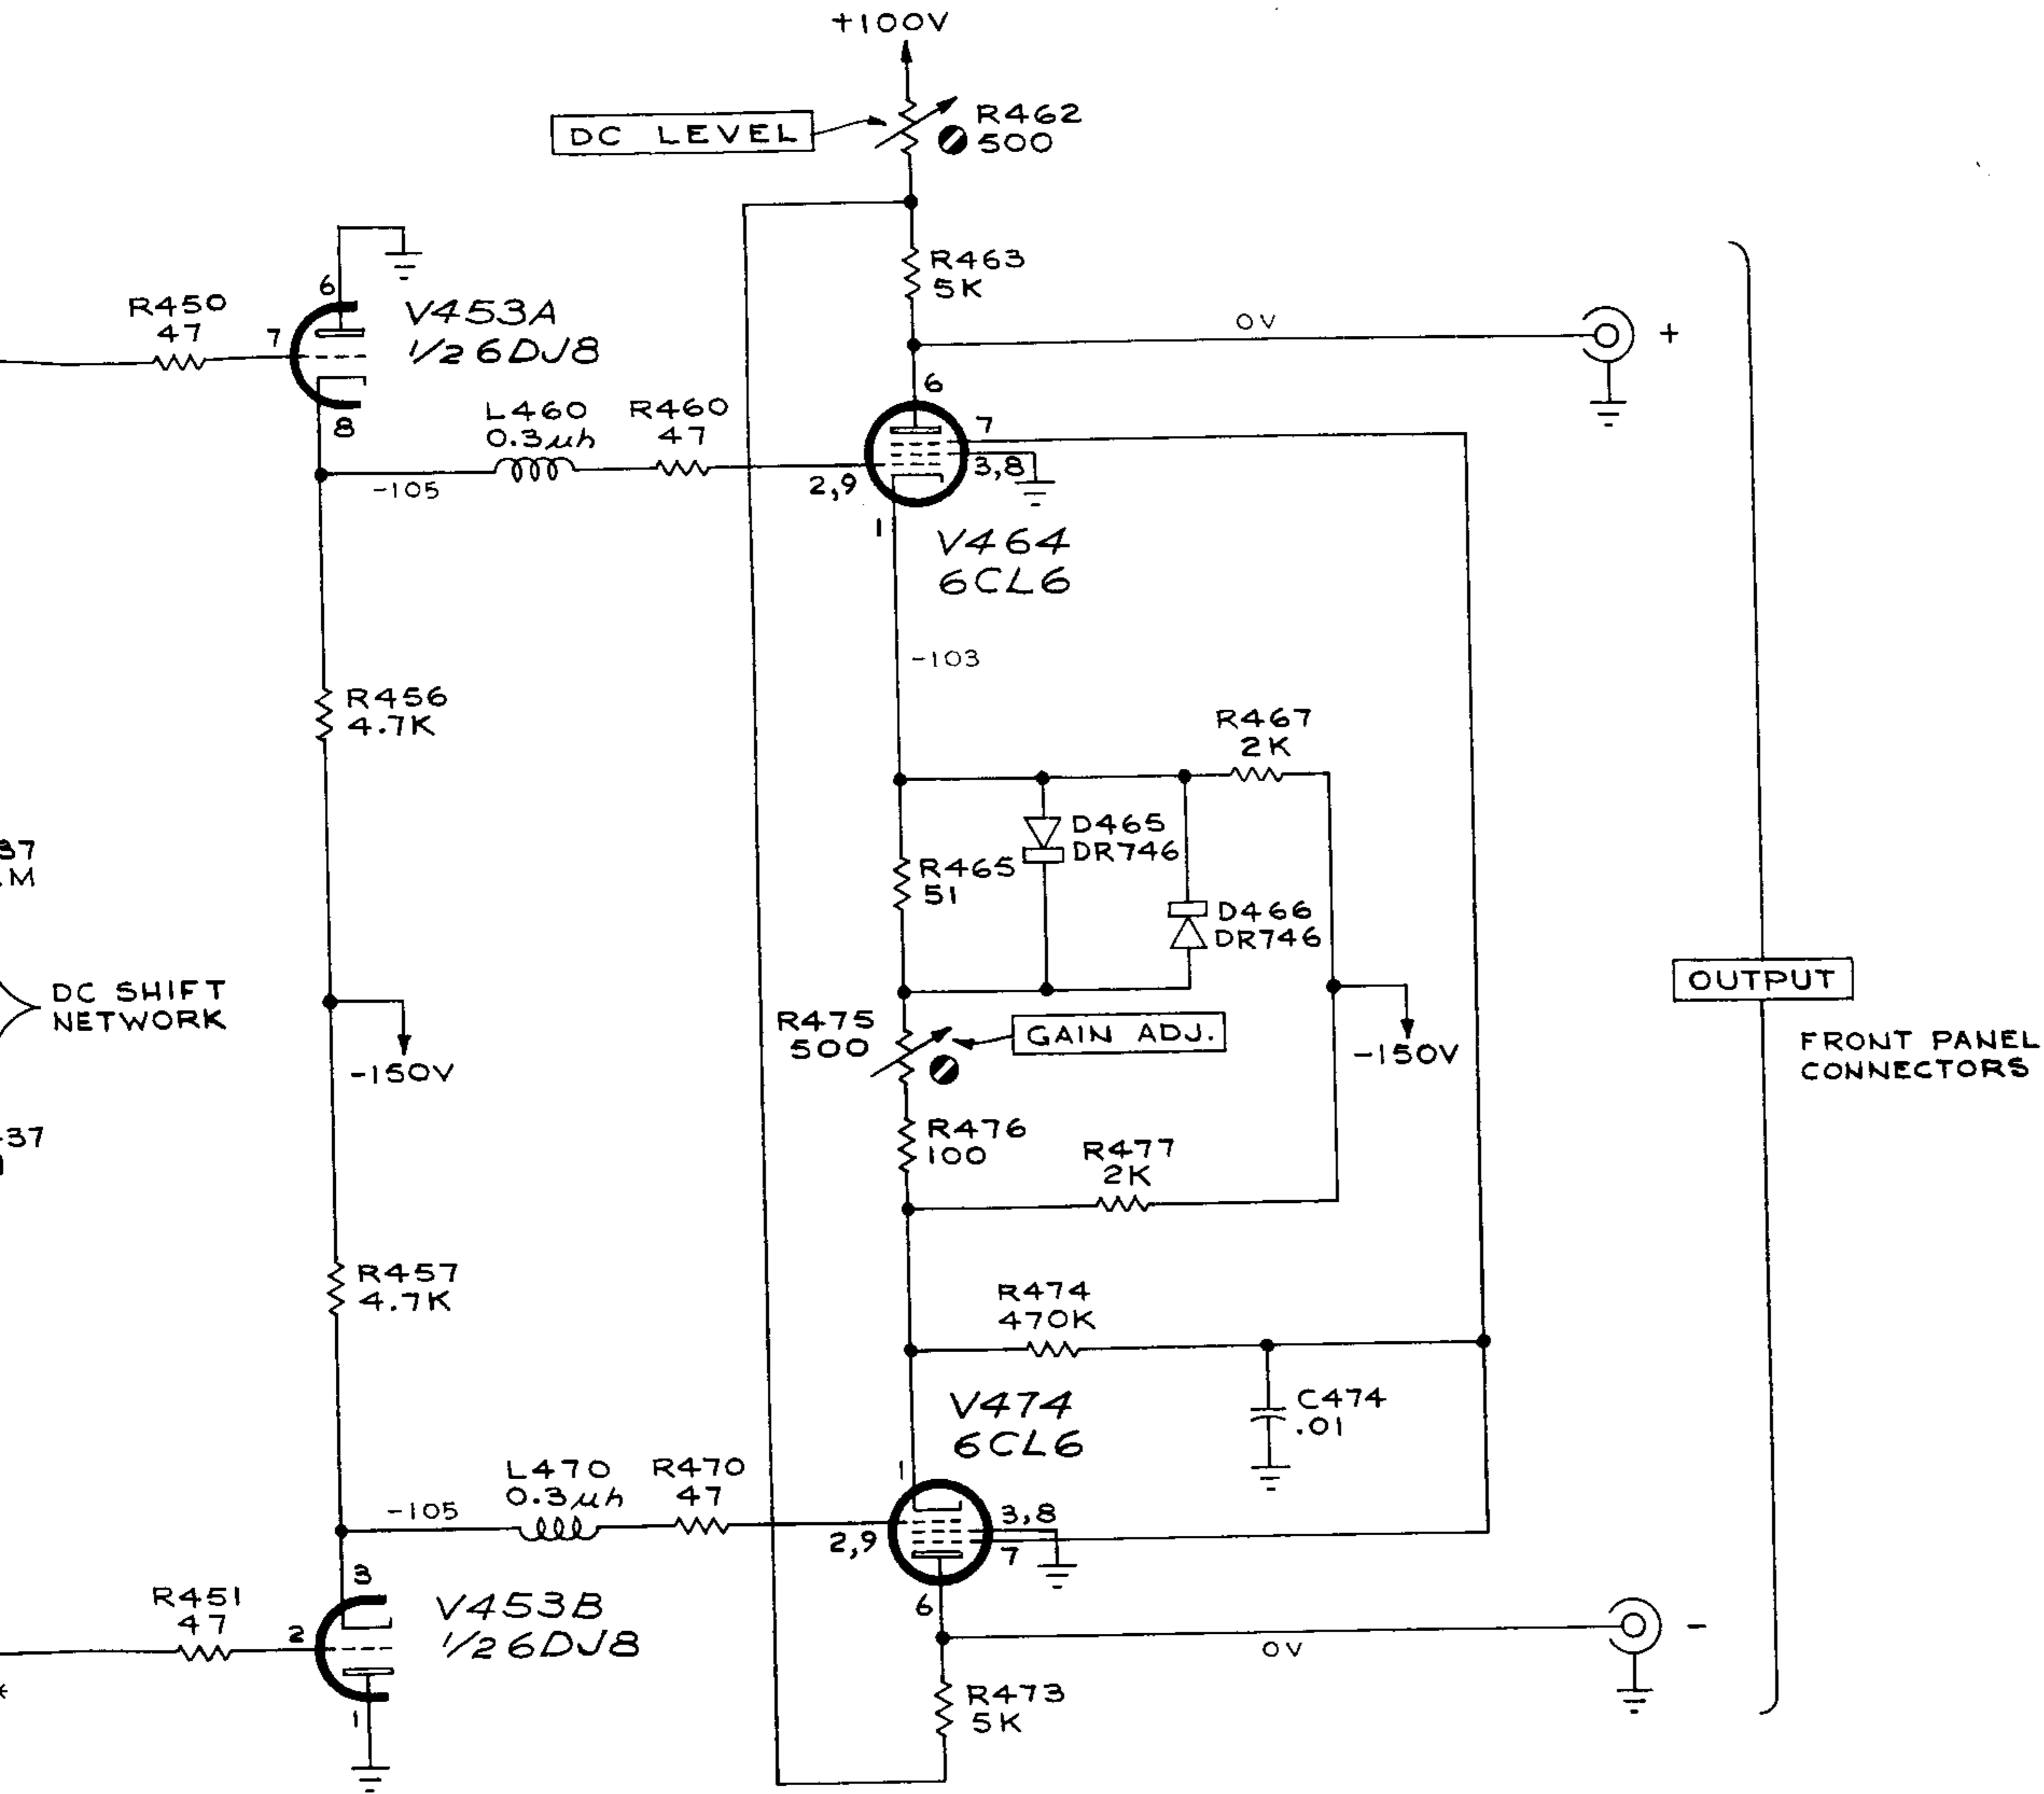 +100V
DC LEVEL
R462
500
R463
5K
6
R450
47
7
V453A
1/2 6DJ8
8
0V
+
L460
0.3µh
R460
47
-105
6
7
3,8
2,9
1
V464
6CL6
-103
R456
4.7K
R467
2K
37
.M
D465
DR746
R465
51
D466
DR746
DC SHIFT
NETWORK
-150V
R475
500
GAIN ADJ.
-150V
OUTPUT
FRONT PANEL
CONNECTORS
37
R476
100
R477
2K
R457
4.7K
R474
470K
C474
.01
V474
6CL6
L470
0.3µh
R470
47
-105
1
3,8
2,9
7
6
3
R451
47
2
V453B
1/2 6DJ8
1
0V
-
R473
5K
*